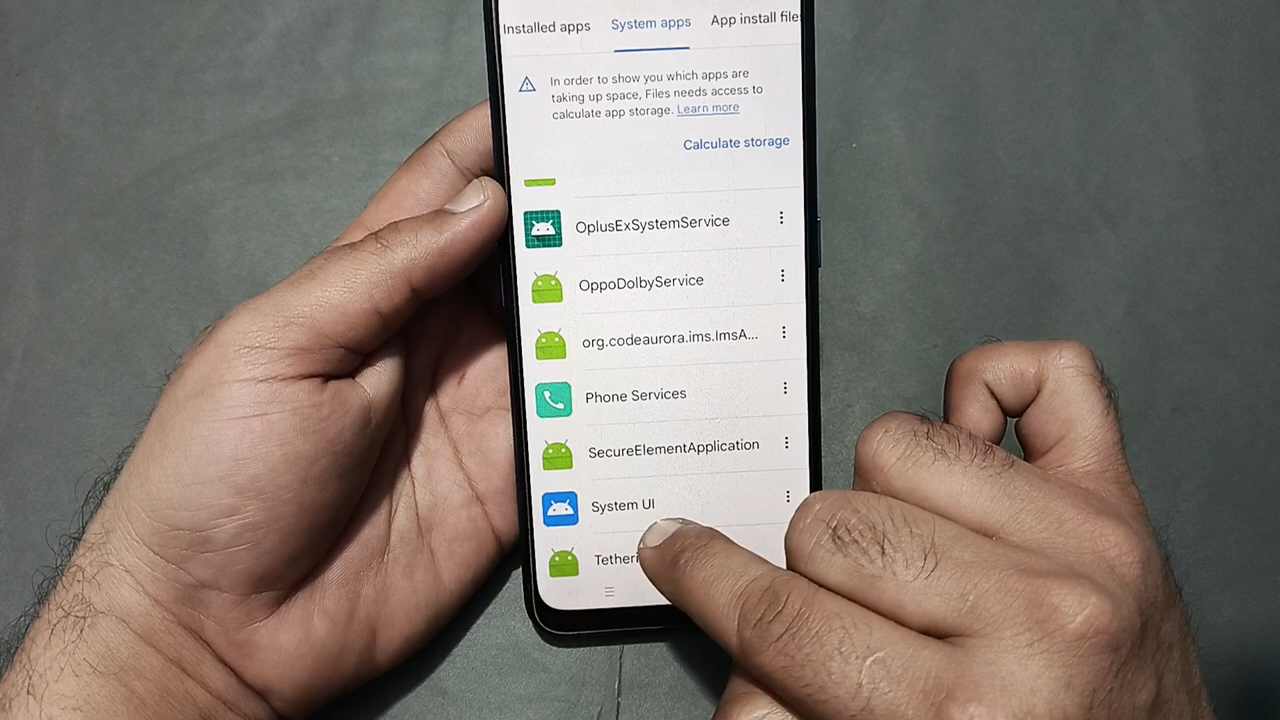 Installed apps System apps App install file
In order to show you which apps are
taking up space, Files needs access to
calculate app storage. Learn more
Calculate storage
OplusExSystemService
OppoDolbyService
org.codeaurora.ims.ImsA...
Phone Services
SecureElementApplication
System UI
Tetheri